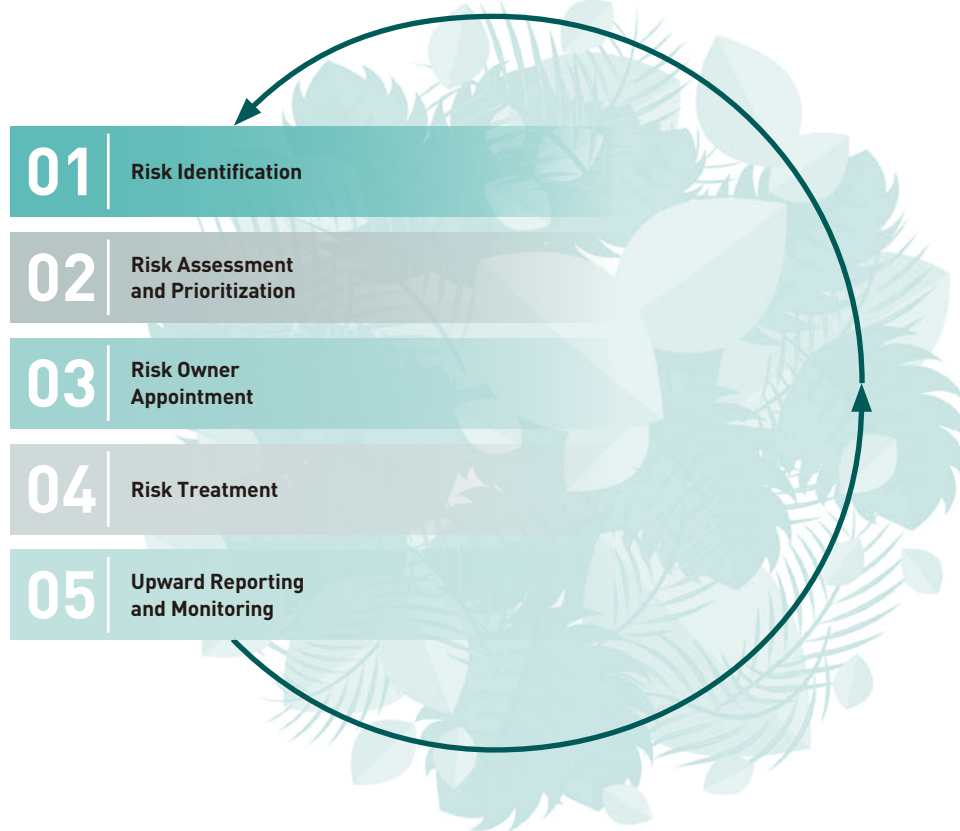 01
Risk Identification
02
Risk Assessment
and Prioritization
03
Risk Owner
Appointment
04
Risk Treatment
05
Upward Reporting
and Monitoring